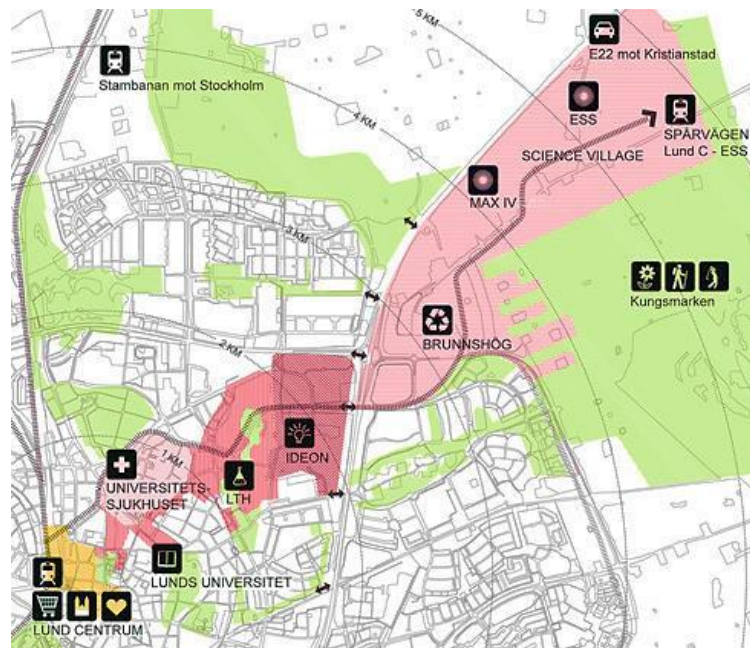 5 KM
E22 mot Kristianstad
Stambanan mot Stockholm
ESS
4 KM
SPÅRVÄGEN
Lund C - ESS
SCIENCE VILLAGE
MAX IV
3 KM
Kungsmarken
BRUNNSHÖG
2 KM
IDEON
1 KM
UNIVERSITETS-
SJUKHUSET
LTH
LUNDS UNIVERSITET
LUND CENTRUM